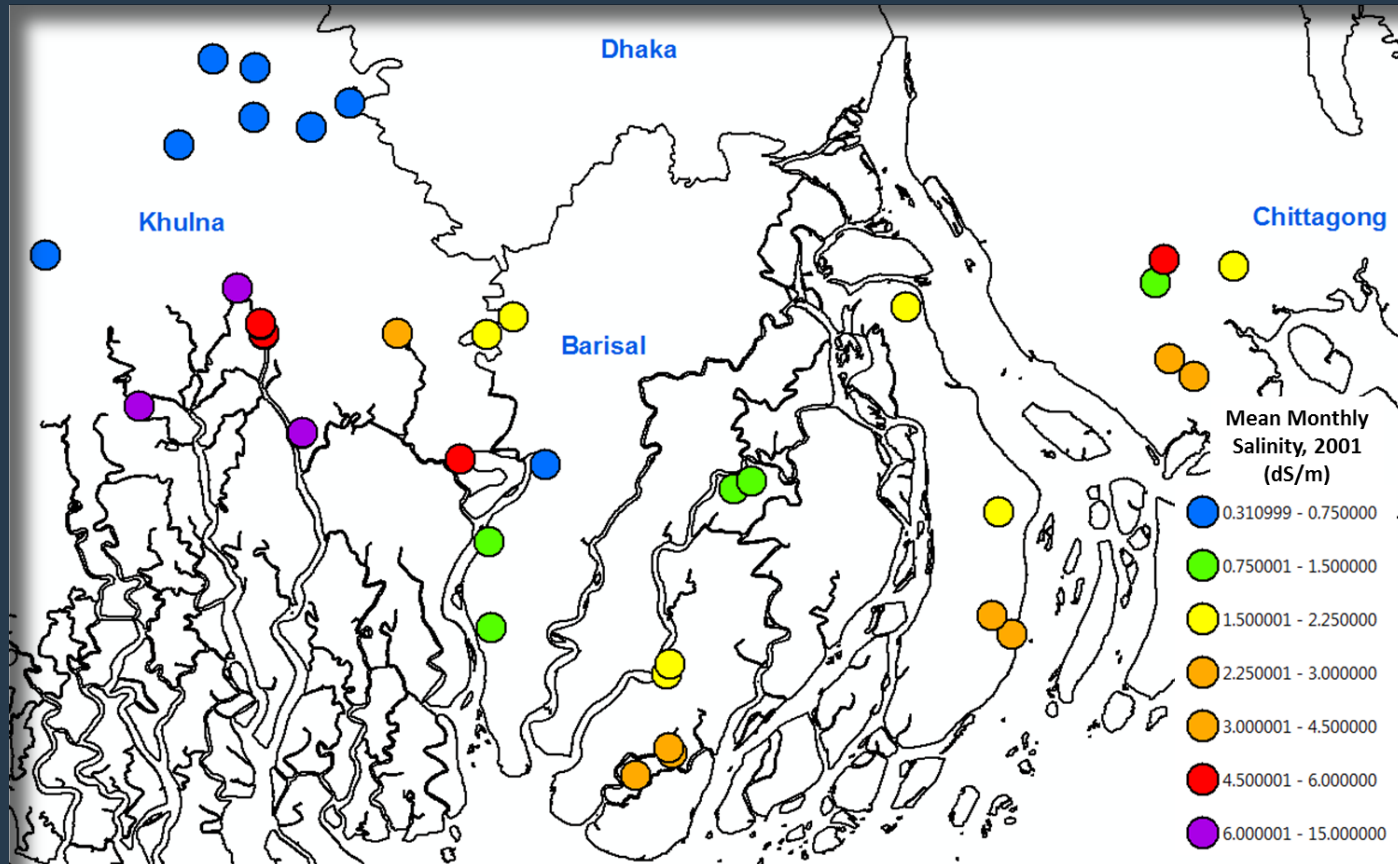 Dhaka
Khulna
Chittagong
Barisal
Mean Monthly
Salinity, 2001
(dS/m)
0.310999 - 0.750000
0.750001 - 1.500000
1.500001 - 2.250000
2.250001 - 3.000000
3.000001 - 4.500000
4.500001 - 6.000000
6.000001 - 15.000000